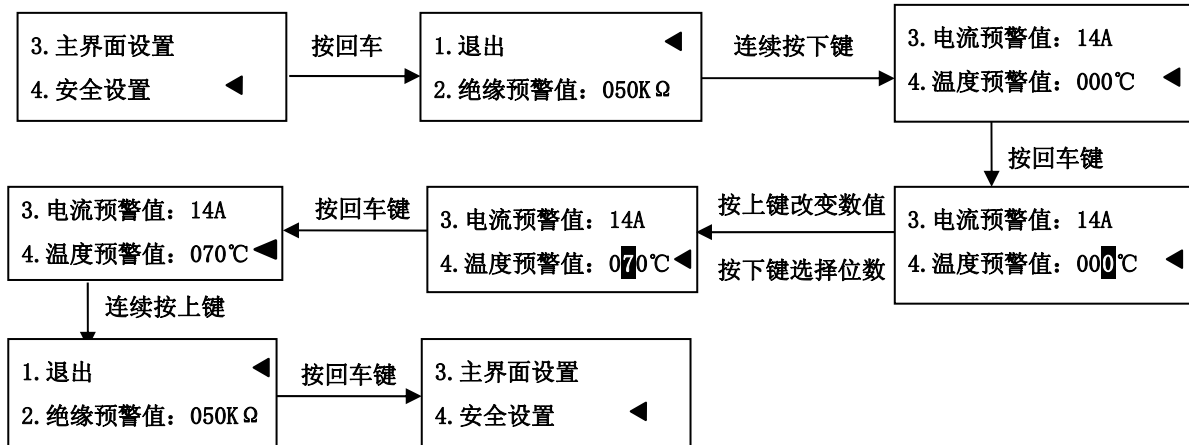 3.主界面设置
4.安全设置
按回车
1.退出
2.绝缘预警值：050KΩ
连续按下键
3.电流预警值：14A
4.温度预警值：000℃
按回车键
3.电流预警值：14A
4.温度预警值：000℃
按上键改变数值
按下键选择位数
3.电流预警值：14A
4.温度预警值：070℃
按回车键
3.电流预警值：14A
4.温度预警值：070℃
连续按上键
1.退出
2.绝缘预警值：050KΩ
按回车键
3.主界面设置
4.安全设置